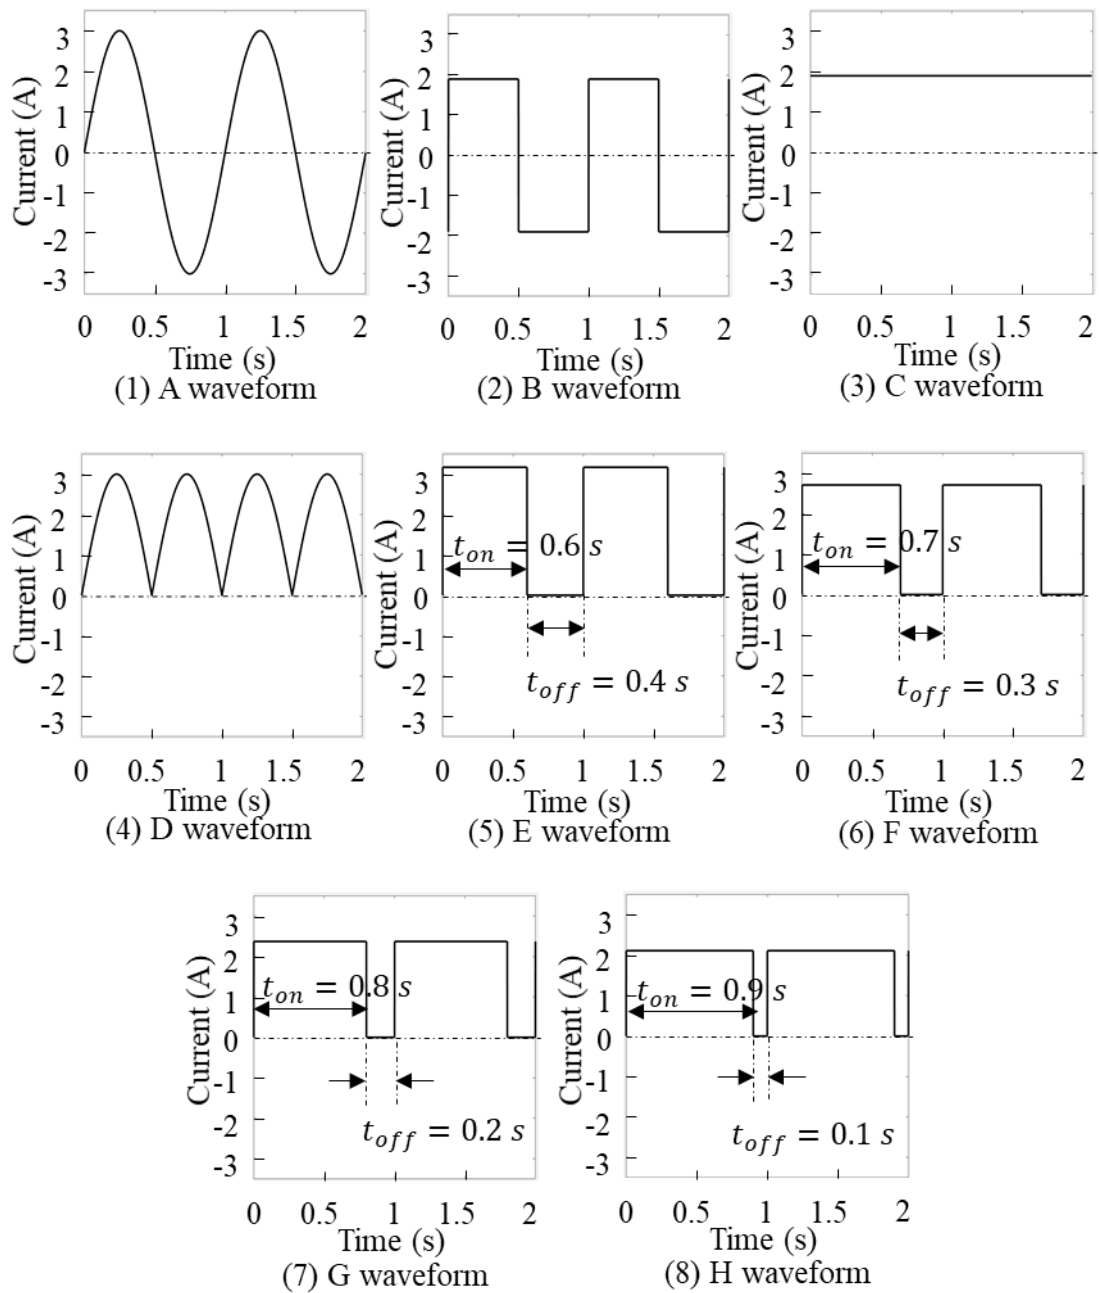 3 3 3
2 2 2
1 1 1
0 0 0
-1 -1 -1
-2 -2 -2
-3 -3 -3
Current (A) Current (A) Current (A)
0 0.5 1 1.5 2 0 0.5 1 1.5 2 0 0.5 1 1.5 2
Time (s) Time (s) Time (s)
(1) A waveform (2) B waveform (3) C waveform
3 3 3
2 2 2
t_on = 0.6 s t_on = 0.7 s
1 1 1
0 0 0
-1 -1 -1
-2 -2 -2
t_off = 0.4 s t_off = 0.3 s
-3 -3 -3
Current (A) Current (A) Current (A)
0 0.5 1 1.5 2 0 0.5 1 1.5 2 0 0.5 1 1.5 2
Time (s) Time (s) Time (s)
(4) D waveform (5) E waveform (6) F waveform
3 3
2 2
t_on = 0.8 s t_on = 0.9 s
1 1
0 0
-1 -1
-2 -2
t_off = 0.2 s t_off = 0.1 s
-3 -3
Current (A) Current (A)
0 0.5 1 1.5 2 0 0.5 1 1.5 2
Time (s) Time (s)
(7) G waveform (8) H waveform